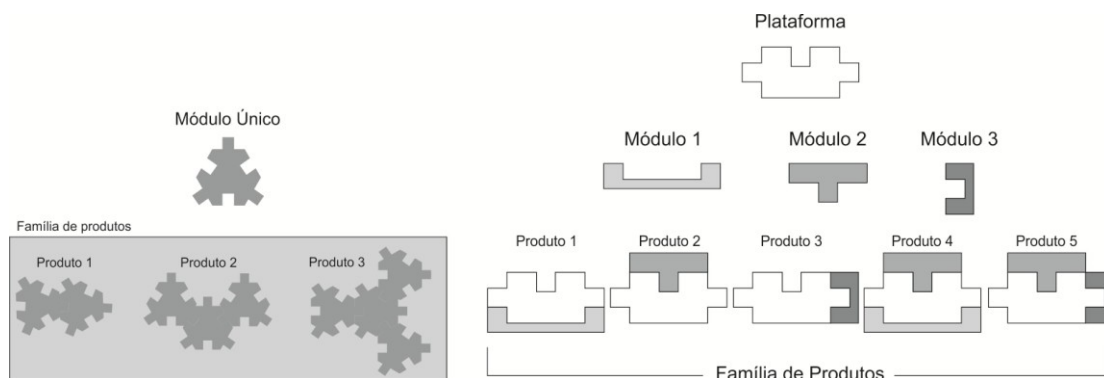 Módulo Único
Família de produtos
Produto 1
Produto 2
Produto 3
Plataforma
Módulo 1
Módulo 2
Módulo 3
Produto 1
Produto 2
Produto 3
Produto 4
Produto 5
Família de Produtos